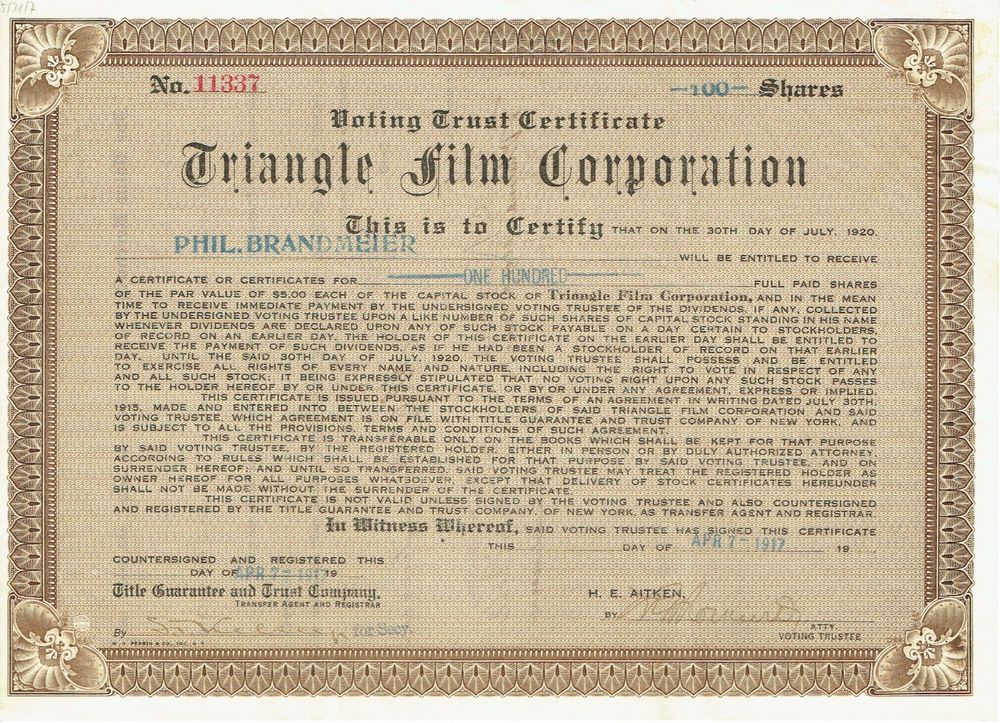 5/21/7
No. 11337
-100- Shares
Voting Trust Certificate
Triangle Film Corporation
This is to Certify THAT ON THE 30TH DAY OF JULY, 1920,
PHIL. BRANDMEIER WILL BE ENTITLED TO RECEIVE
A CERTIFICATE OR CERTIFICATES FOR ONE HUNDRED FULL PAID SHARES
OF THE PAR VALUE OF $5.00 EACH OF THE CAPITAL STOCK OF Triangle Film Corporation, AND IN THE MEAN
TIME TO RECEIVE IMMEDIATE PAYMENT BY THE UNDERSIGNED VOTING TRUSTEE OF THE DIVIDENDS, IF ANY, COLLECTED
BY THE UNDERSIGNED VOTING TRUSTEE UPON A LIKE NUMBER OF SUCH SHARES OF CAPITAL STOCK STANDING IN HIS NAME
WHENEVER DIVIDENDS ARE DECLARED UPON ANY OF SUCH STOCK PAYABLE ON A DAY CERTAIN TO STOCKHOLDERS,
OF RECORD ON AN EARLIER DAY, THE HOLDER OF THIS CERTIFICATE ON THE EARLIER DAY SHALL BE ENTITLED TO
RECEIVE THE PAYMENT OF SUCH DIVIDENDS, AS IF HE HAD BEEN A STOCKHOLDER OF RECORD ON THAT EARLIER
DAY. UNTIL THE SAID 30TH DAY OF JULY, 1920, THE VOTING TRUSTEE SHALL POSSESS AND BE ENTITLED
TO EXERCISE ALL RIGHTS OF EVERY NAME AND NATURE, INCLUDING THE RIGHT TO VOTE IN RESPECT OF ANY
AND ALL SUCH STOCK; IT BEING EXPRESSLY STIPULATED THAT NO VOTING RIGHT UPON ANY SUCH STOCK PASSES
TO THE HOLDER HEREOF BY OR UNDER THIS CERTIFICATE, OR BY OR UNDER ANY AGREEMENT, EXPRESS OR IMPLIED.
THIS CERTIFICATE IS ISSUED PURSUANT TO THE TERMS OF AN AGREEMENT IN WRITING DATED JULY 30TH,
1915, MADE AND ENTERED INTO BETWEEN THE STOCKHOLDERS OF SAID TRIANGLE FILM CORPORATION AND SAID
VOTING TRUSTEE, WHICH AGREEMENT IS ON FILE WITH TITLE GUARANTEE AND TRUST COMPANY OF NEW YORK, AND
IS SUBJECT TO ALL THE PROVISIONS, TERMS AND CONDITIONS OF SUCH AGREEMENT.
THIS CERTIFICATE IS TRANSFERABLE ONLY ON THE BOOKS WHICH SHALL BE KEPT FOR THAT PURPOSE
BY SAID VOTING TRUSTEE, BY THE REGISTERED HOLDER, EITHER IN PERSON OR BY DULY AUTHORIZED ATTORNEY,
ACCORDING TO RULES WHICH SHALL BE ESTABLISHED FOR THAT PURPOSE BY SAID VOTING TRUSTEE, AND ON
SURRENDER HEREOF; AND UNTIL SO TRANSFERRED, SAID VOTING TRUSTEE MAY TREAT THE REGISTERED HOLDER AS
OWNER HEREOF FOR ALL PURPOSES WHATSOEVER, EXCEPT THAT DELIVERY OF STOCK CERTIFICATES HEREUNDER
SHALL NOT BE MADE WITHOUT THE SURRENDER OF THE CERTIFICATE.
THIS CERTIFICATE IS NOT VALID UNLESS SIGNED BY THE VOTING TRUSTEE AND ALSO COUNTERSIGNED
AND REGISTERED BY THE TITLE GUARANTEE AND TRUST COMPANY, OF NEW YORK, AS TRANSFER AGENT AND REGISTRAR.
In Witness Whereof, SAID VOTING TRUSTEE HAS SIGNED THIS CERTIFICATE
THIS DAY OF APR 7-1917 19
COUNTERSIGNED AND REGISTERED THIS
DAY OF APR 7-1917 19
Title Guarantee and Trust Company,
TRANSFER AGENT AND REGISTRAR
By for Secy.
H. E. AITKEN,
BY
ATTY.
VOTING TRUSTEE